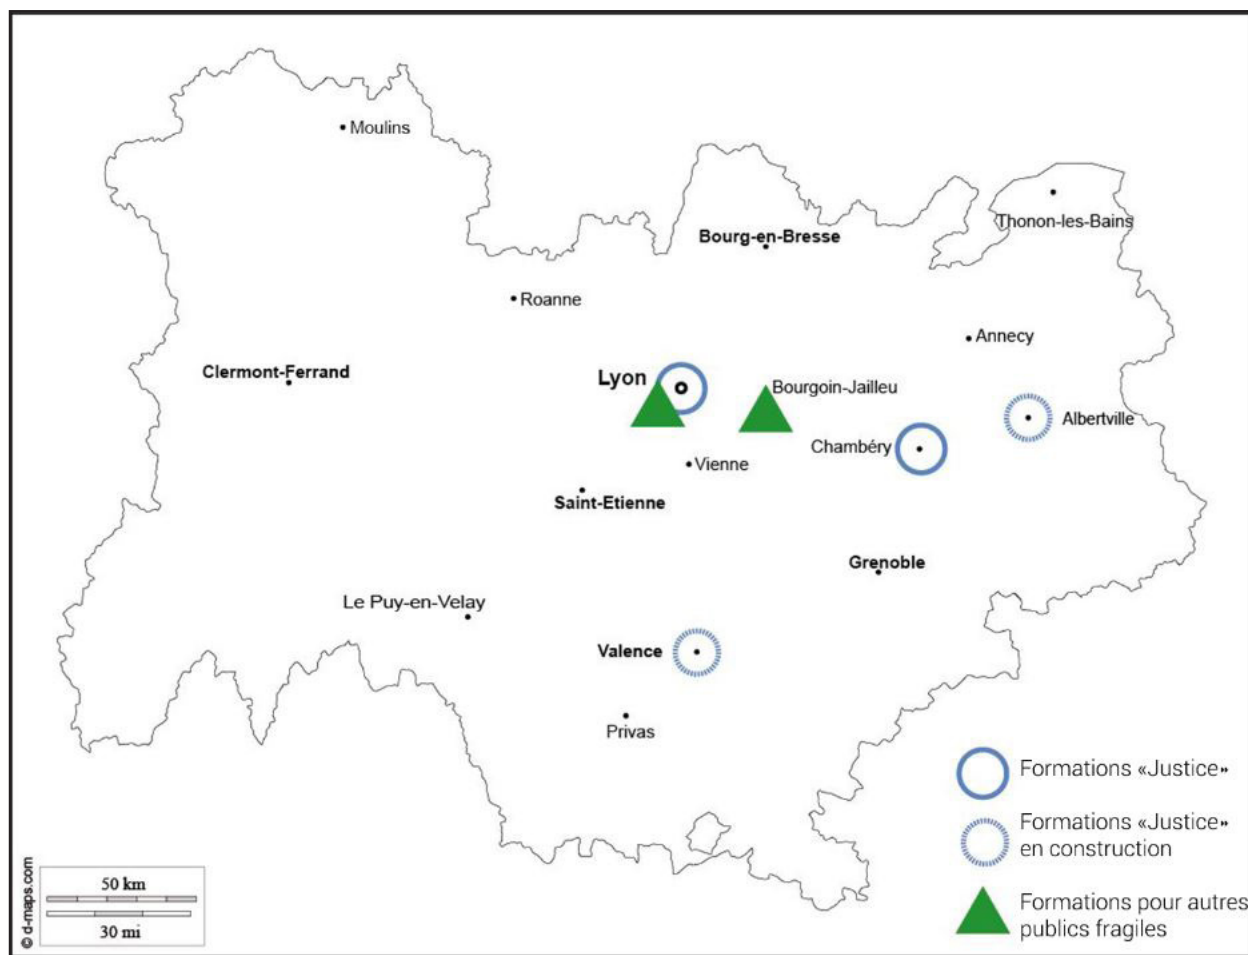 Moulins
Thonon-les-Bains
Bourg-en-Bresse
Roanne
Annecy
Clermont-Ferrand
Lyon
Bourgoin-Jailleu
Albertville
Chambéry
Vienne
Saint-Etienne
Grenoble
Le Puy-en-Velay
Valence
Privas
Formations «Justice»
Formations «Justice»
en construction
Formations pour autres
publics fragiles
50 km
30 mi
© d-maps.com